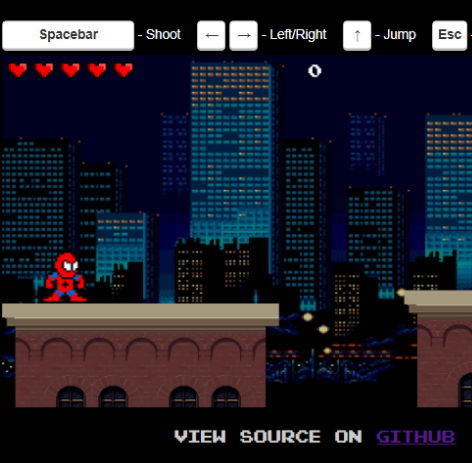 Spacebar - Shoot ← → - Left/Right ↑ - Jump Esc -
0
VIEW SOURCE ON GITHUB